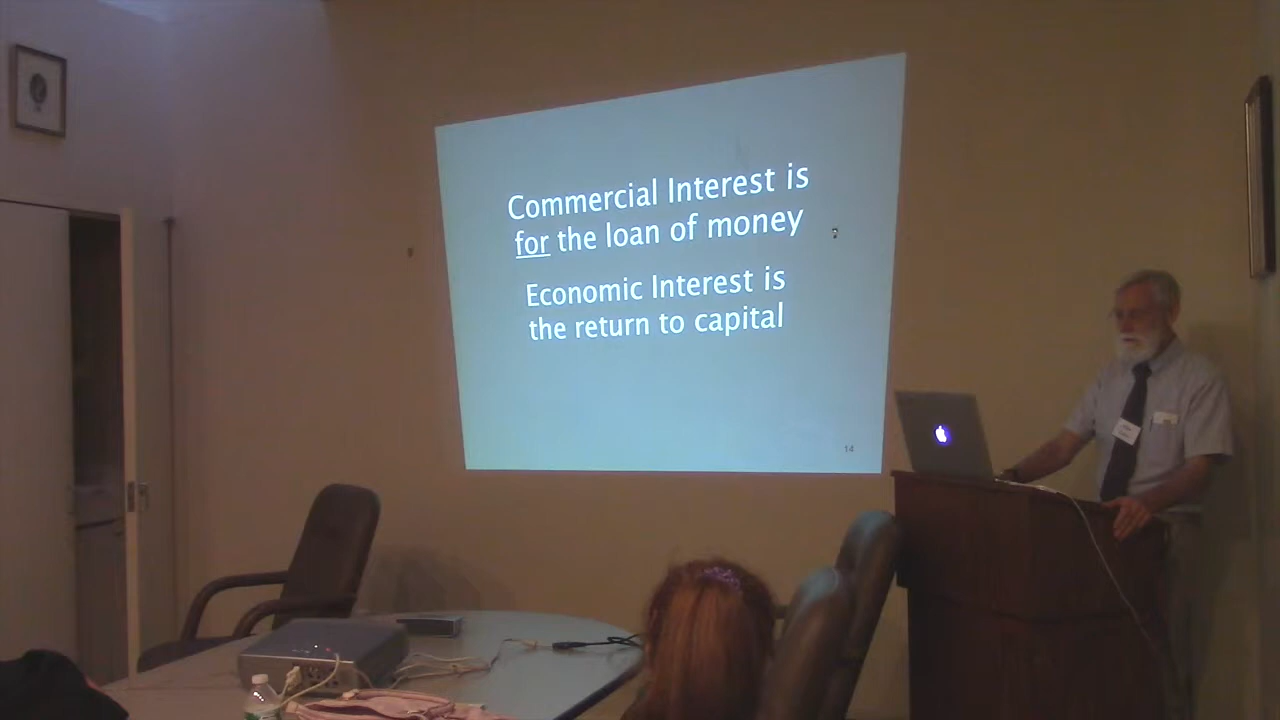 Commercial Interest is
for the loan of money
Economic Interest is
the return to capital
14